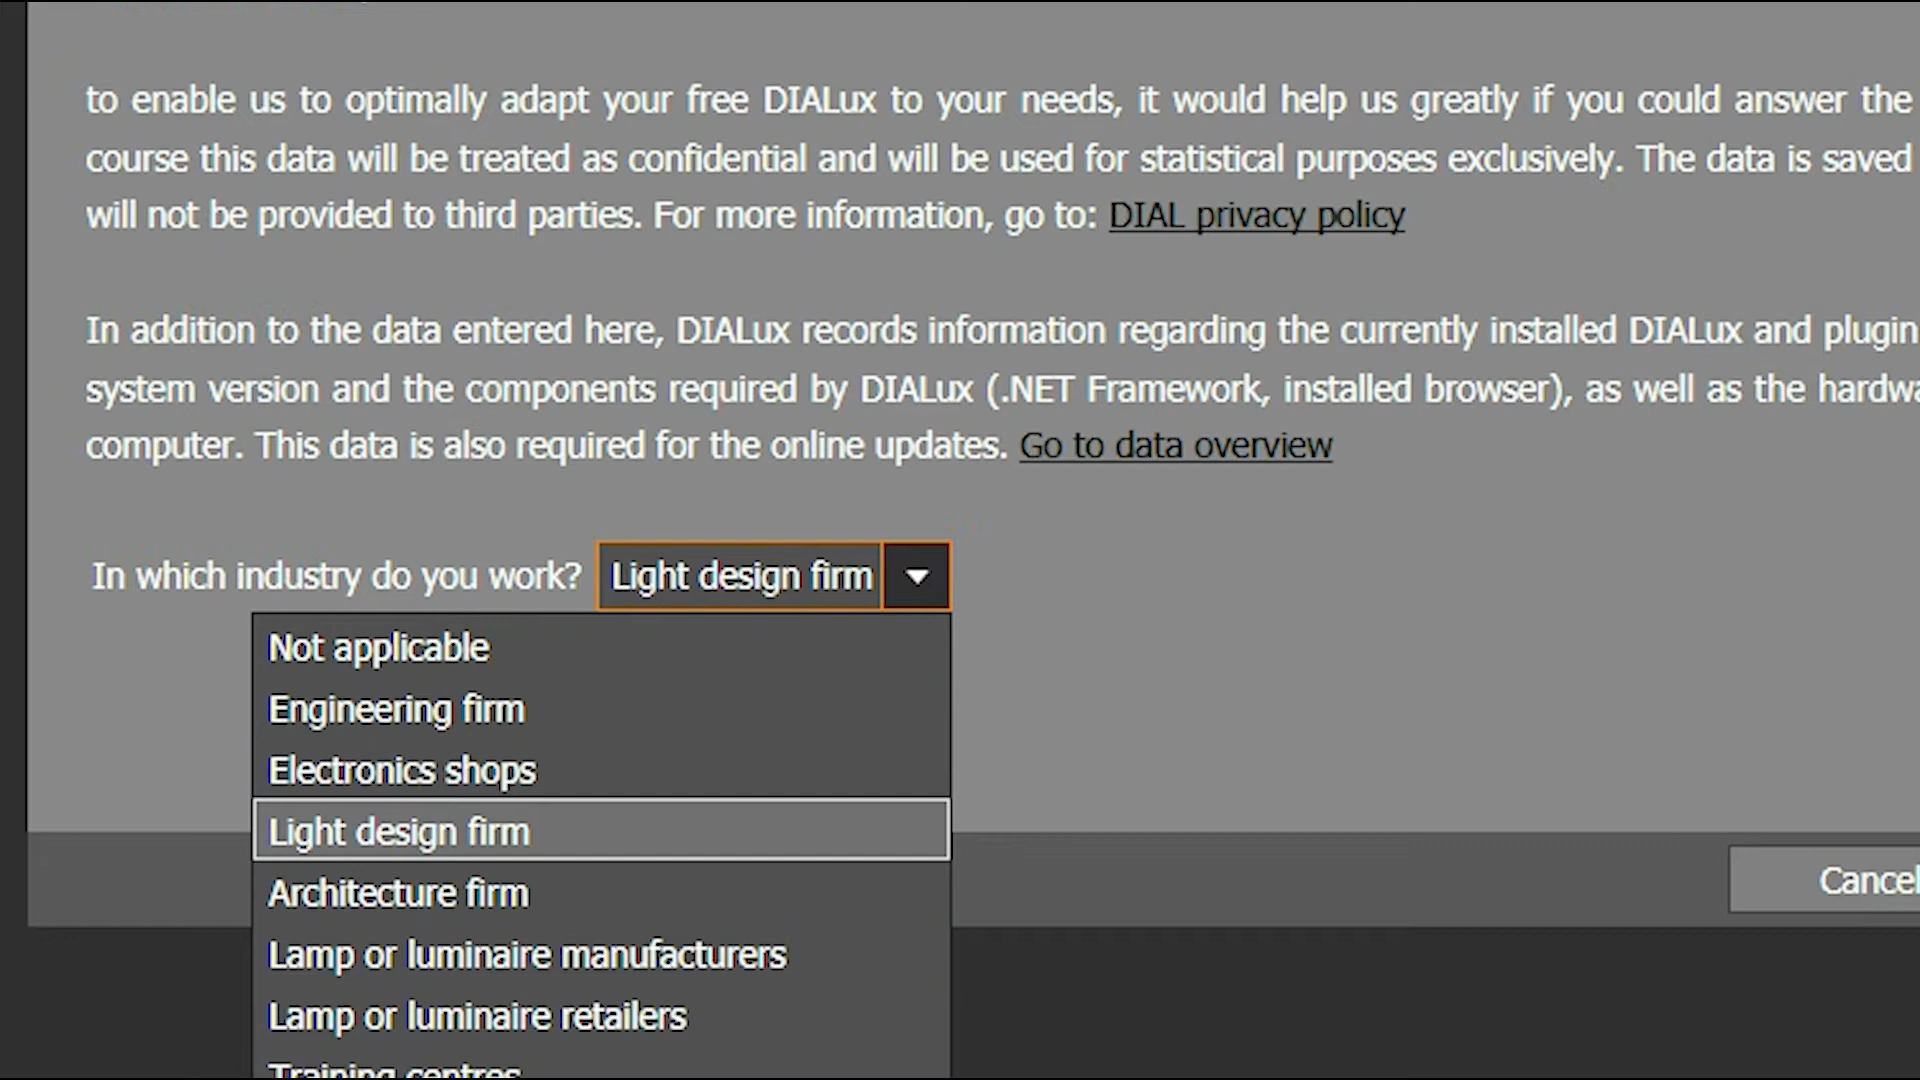 to enable us to optimally adapt your free DIALux to your needs, it would help us greatly if you could answer the
course this data will be treated as confidential and will be used for statistical purposes exclusively. The data is saved
will not be provided to third parties. For more information, go to: DIAL privacy policy
In addition to the data entered here, DIALux records information regarding the currently installed DIALux and plugin
system version and the components required by DIALux (.NET Framework, installed browser), as well as the hardwa
computer. This data is also required for the online updates. Go to data overview
In which industry do you work? Light design firm
Not applicable
Engineering firm
Electronics shops
Light design firm
Architecture firm
Cancel
Lamp or luminaire manufacturers
Lamp or luminaire retailers
Training centres